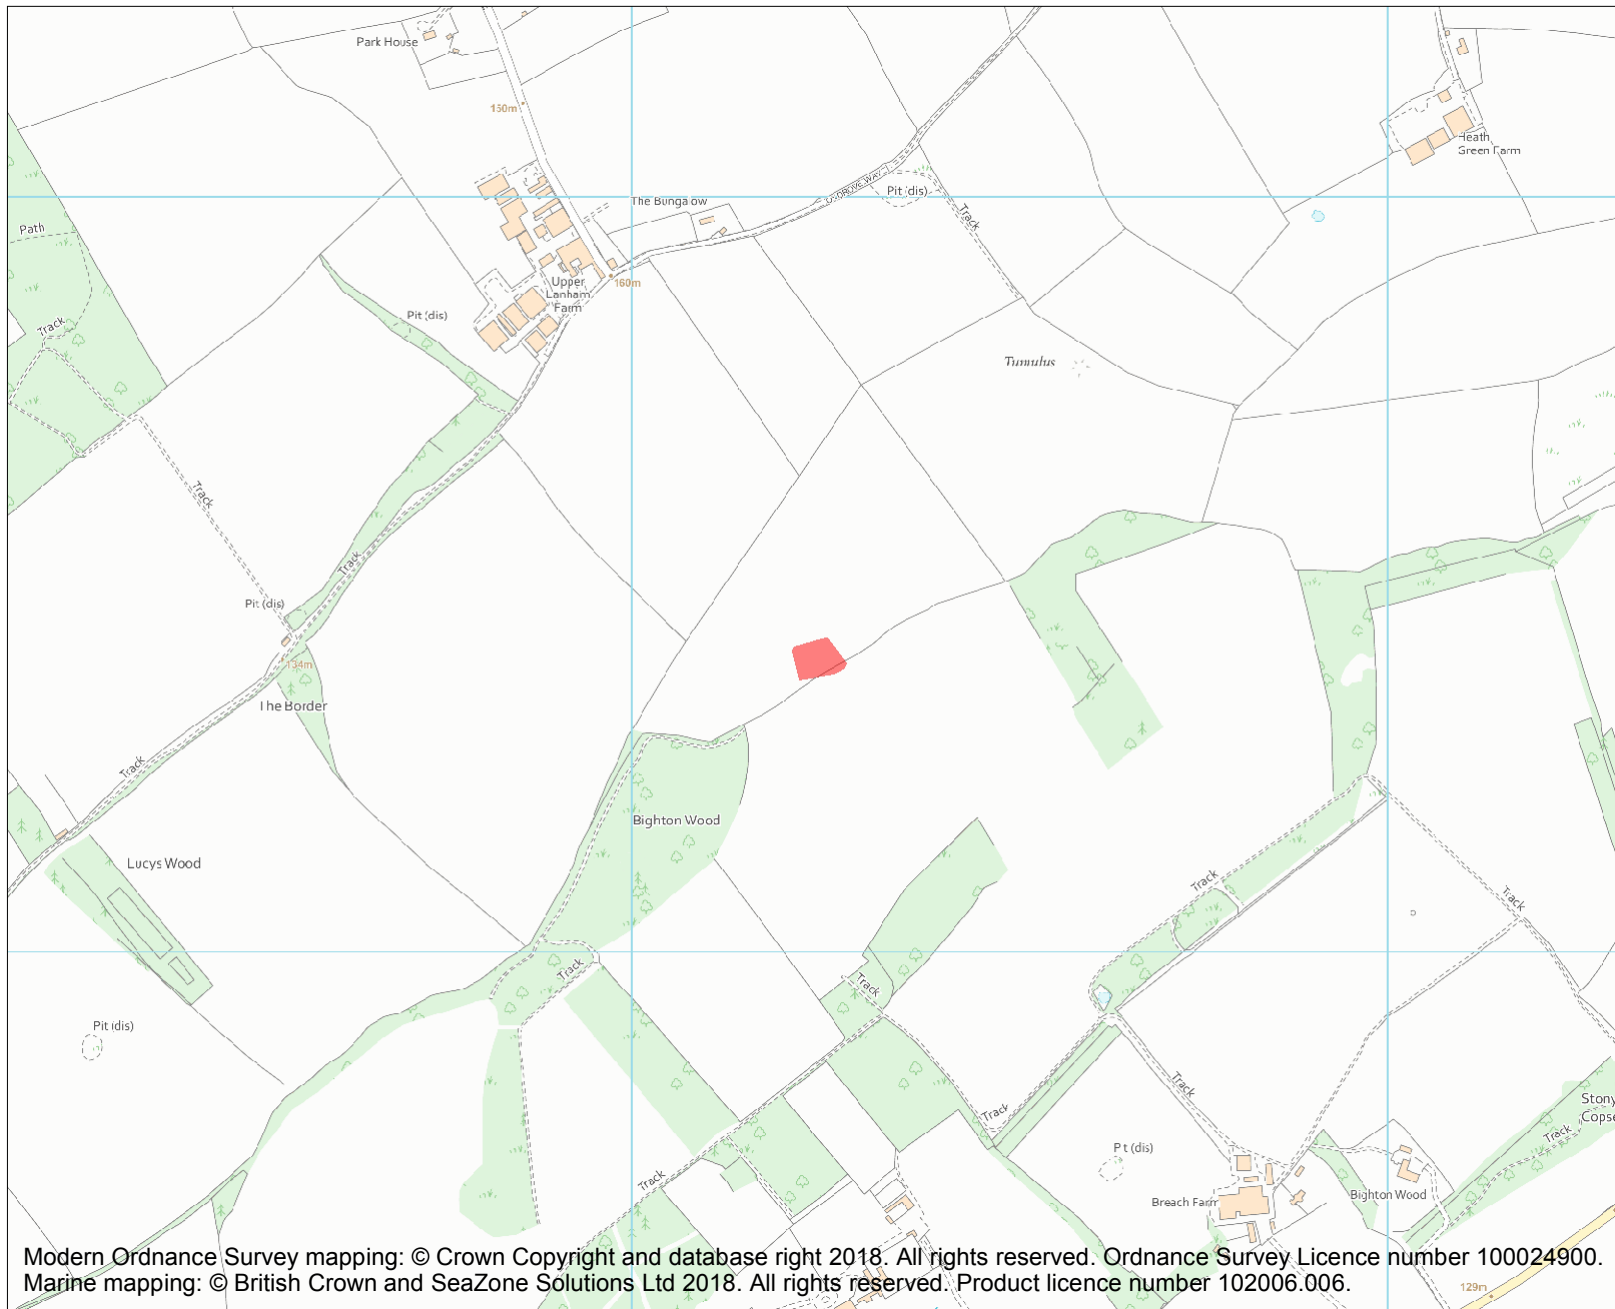 Park House
150m
Heath
Green Farm
OXDROVE WAY
Pit (dis)
The Bungalow
Track
Path
Upper
Lanham
Farm
160m
Pit (dis)
Track
Tumulus
Track
Track
Pit (dis)
134m
The Border
Track
Bighton Wood
Lucys Wood
Track
Track
Track
Track
Pit (dis)
Track
Track
Stony
Copse
Track
Pit (dis)
Track
Breach Farm
Bighton Wood
129m
Modern Ordnance Survey mapping: © Crown Copyright and database right 2018. All rights reserved. Ordnance Survey Licence number 100024900.
Marine mapping: © British Crown and SeaZone Solutions Ltd 2018. All rights reserved. Product licence number 102006.006.